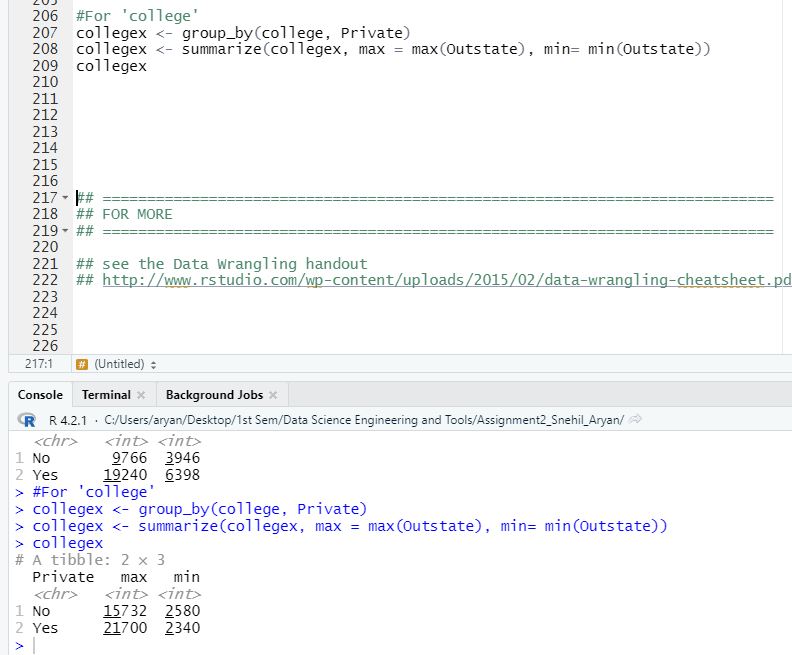 206 #For 'college'
207 collegex <- group_by(college, Private)
208 collegex <- summarize(collegex, max = max(Outstate), min= min(Outstate))
209 collegex
210
211
212
213
214
215
216
217 ## ============================================================================
218 ## FOR MORE
219 ## ============================================================================
220
221 ## see the Data Wrangling handout
222 ## http://www.rstudio.com/wp-content/uploads/2015/02/data-wrangling-cheatsheet.pd
223
224
225
226
217:1 # (Untitled)
Console Terminal Background Jobs
R R 4.2.1 · C:/Users/aryan/Desktop/1st Sem/Data Science Engineering and Tools/Assignment2_Snehil_Aryan/
<chr> <int> <int>
1 No 9766 3946
2 Yes 19240 6398
> #For 'college'
> collegex <- group_by(college, Private)
> collegex <- summarize(collegex, max = max(Outstate), min= min(Outstate))
> collegex
# A tibble: 2 × 3
Private max min
<chr> <int> <int>
1 No 15732 2580
2 Yes 21700 2340
>